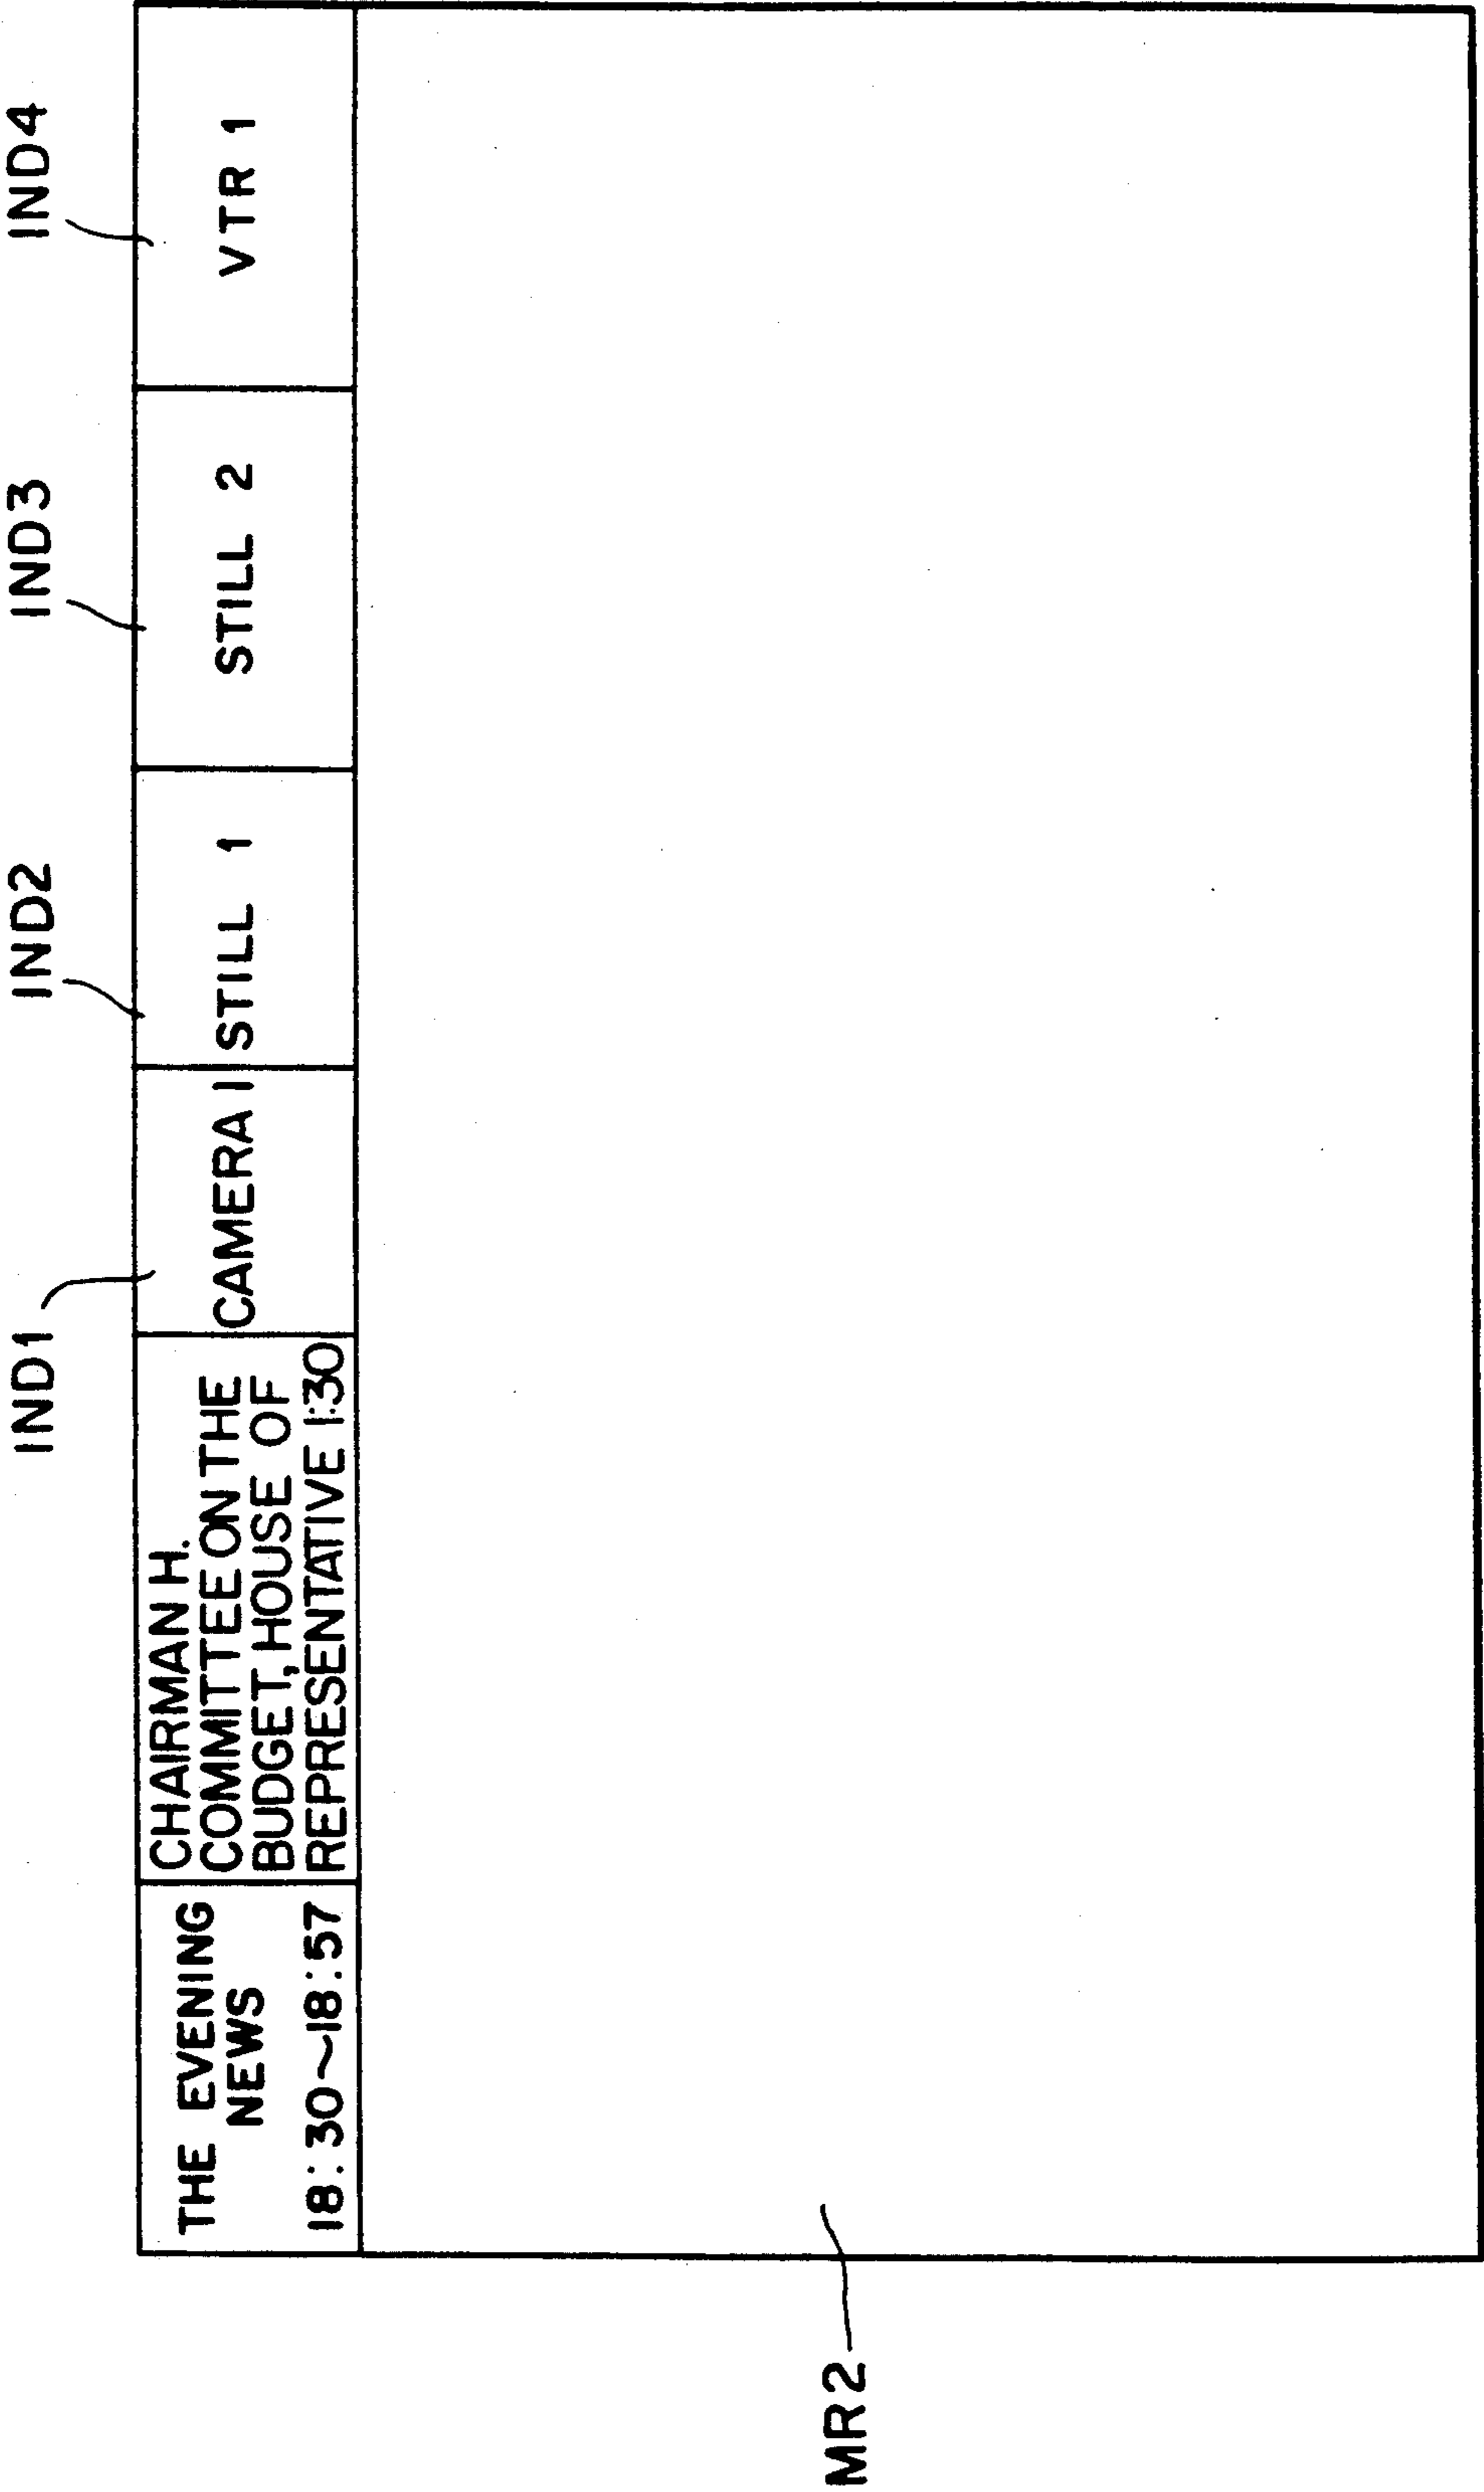 IND1
IND2
IND3
IND4
THE EVENING
NEWS
18:30~18:57
CHAIRMAN H.
COMMITTEE ON THE
BUDGET, HOUSE OF
REPRESENTATIVE 1:30
CAMERA 1
STILL 1
STILL 2
VTR 1
MR2